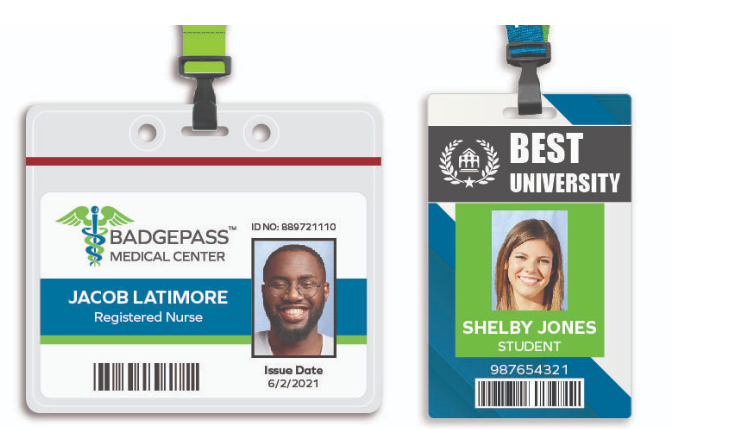 BADGEPASS™
MEDICAL CENTER
ID NO: 889721110
JACOB LATIMORE
Registered Nurse
Issue Date
6/2/2021
BEST
UNIVERSITY
SHELBY JONES
STUDENT
987654321